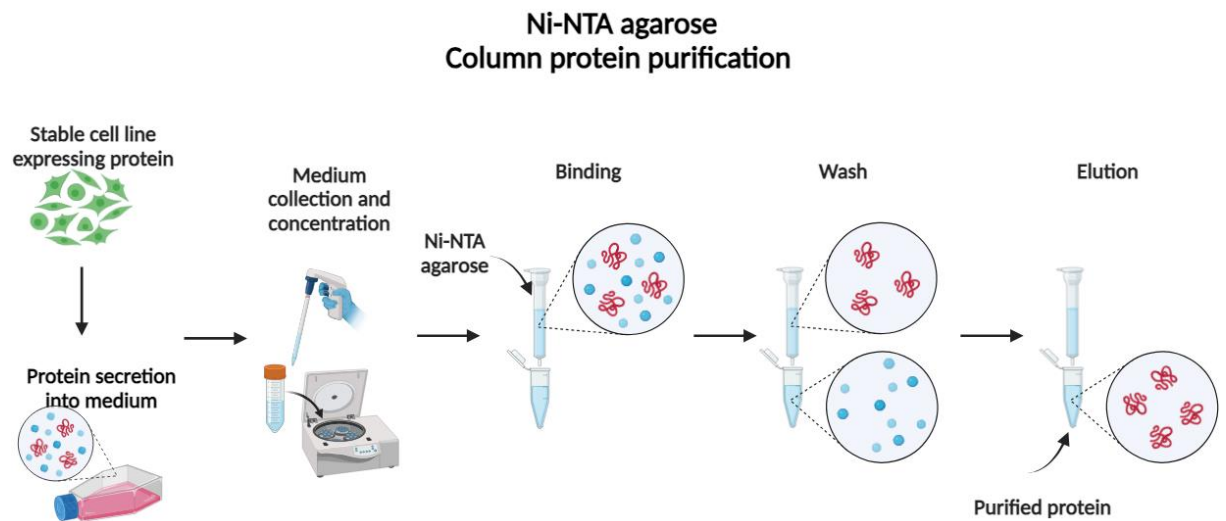 Ni-NTA agarose
Column protein purification
Stable cell line
expressing protein
Protein secretion
into medium
Medium
collection and
concentration
Binding
Ni-NTA
agarose
Wash
Elution
Purified protein